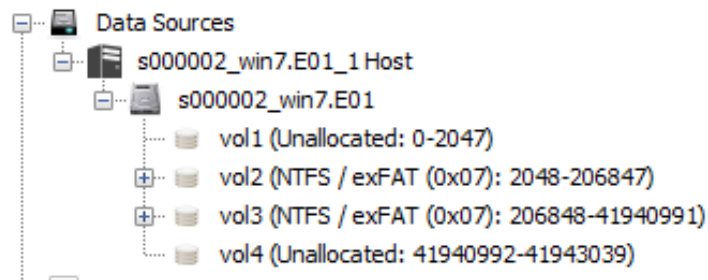 Data Sources
s000002_win7.E01_1 Host
s000002_win7.E01
vol1 (Unallocated: 0-2047)
vol2 (NTFS / exFAT (0x07): 2048-206847)
vol3 (NTFS / exFAT (0x07): 206848-41940991)
vol4 (Unallocated: 41940992-41943039)